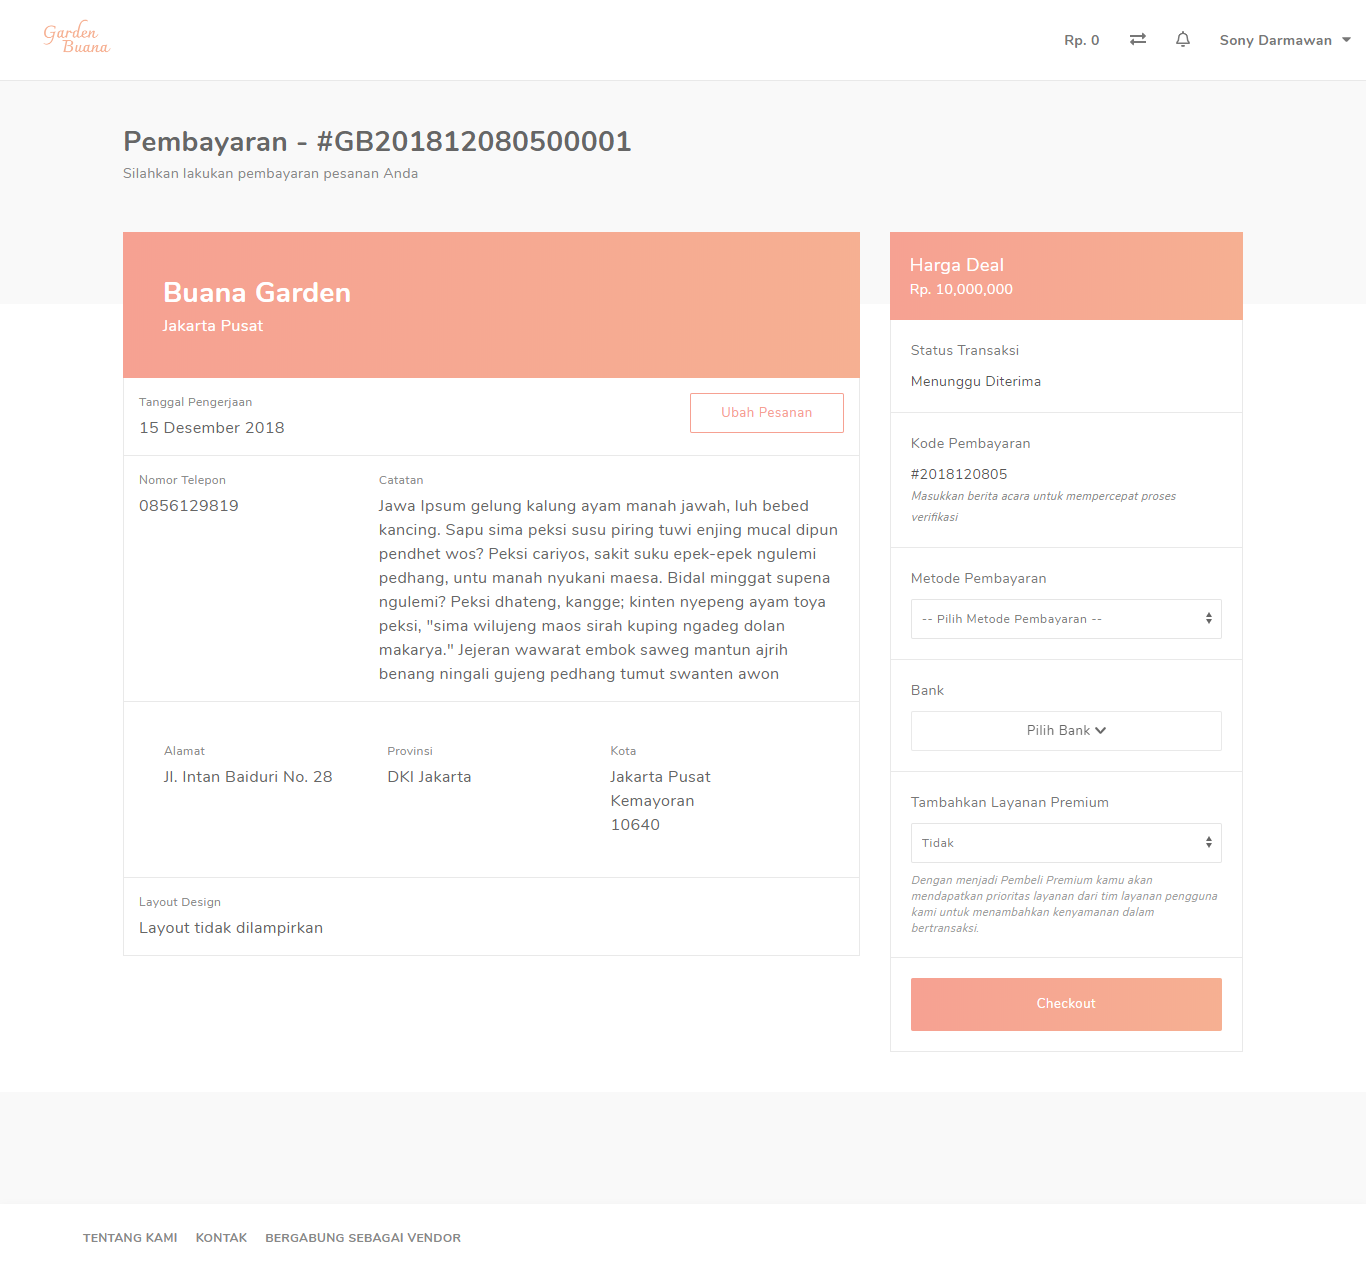 Garden
Buana
Rp. 0
Sony Darmawan
Pembayaran - #GB201812080500001
Silahkan lakukan pembayaran pesanan Anda
Buana Garden
Jakarta Pusat
Tanggal Pengerjaan
15 Desember 2018
Ubah Pesanan
Nomor Telepon
0856129819
Catatan
Jawa Ipsum gelung kalung ayam manah jawah, luh bebed
kancing. Sapu sima peksi susu piring tuwi enjing mucal dipun
pendhet wos? Peksi cariyos, sakit suku epek-epek ngulemi
pedhang, untu manah nyukani maesa. Bidal minggat supena
ngulemi? Peksi dhateng, kangge; kinten nyepeng ayam toya
peksi, "sima wilujeng maos sirah kuping ngadeg dolan
makarya." Jejeran wawarat embok saweg mantun ajrih
benang ningali gujeng pedhang tumut swanten awon
Alamat
Jl. Intan Baiduri No. 28
Provinsi
DKI Jakarta
Kota
Jakarta Pusat
Kemayoran
10640
Layout Design
Layout tidak dilampirkan
Harga Deal
Rp. 10,000,000
Status Transaksi
Menunggu Diterima
Kode Pembayaran
#2018120805
Masukkan berita acara untuk mempercepat proses
verifikasi
Metode Pembayaran
-- Pilih Metode Pembayaran --
Bank
Pilih Bank
Tambahkan Layanan Premium
Tidak
Dengan menjadi Pembeli Premium kamu akan
mendapatkan prioritas layanan dari tim layanan pengguna
kami untuk menambahkan kenyamanan dalam
bertransaksi.
Checkout
TENTANG KAMI
KONTAK
BERGABUNG SEBAGAI VENDOR